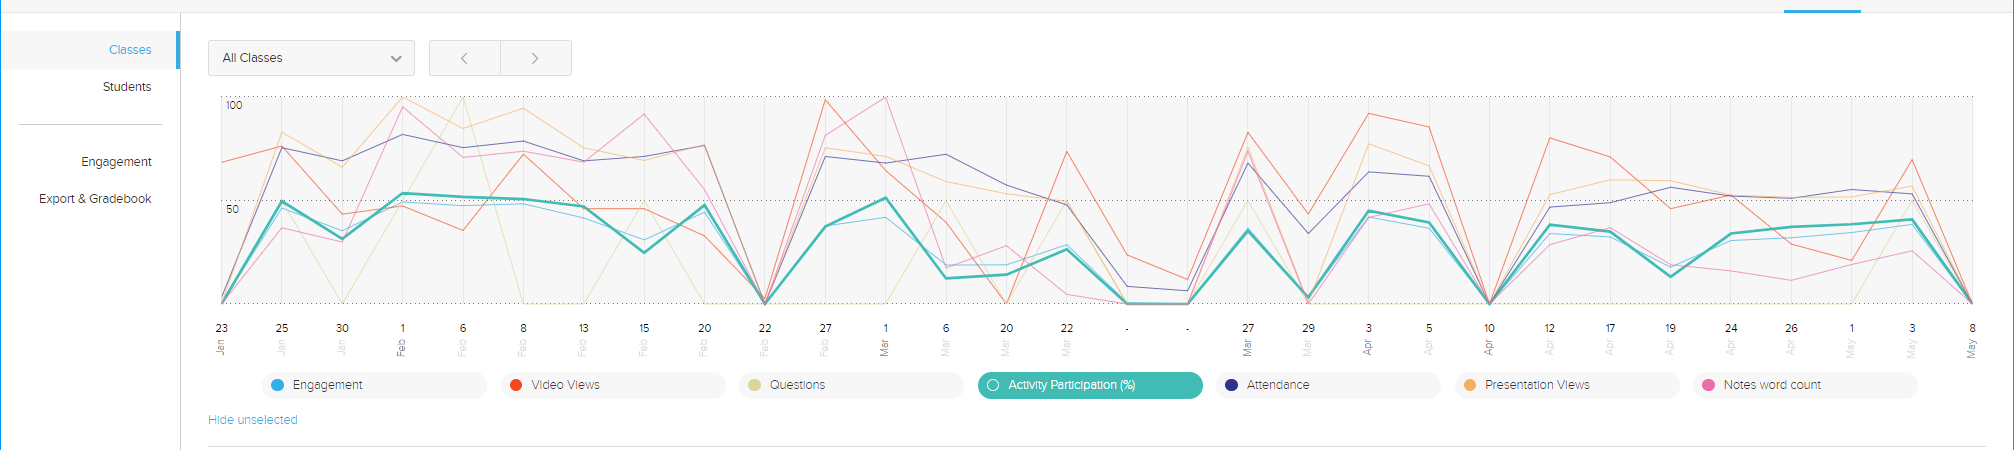 Classes
Students
Engagement
Export & Gradebook
All Classes
100
50
23 25 30 1 6 8 13 15 20 22 27 1 6 20 22 - - 27 29 3 5 10 12 17 19 24 26 1 3 8
Jan Jan Jan Feb Feb Feb Feb Feb Feb Feb Feb Mar Mar Mar Mar Mar Mar Apr Apr Apr Apr Apr Apr Apr Apr May May May
Engagement Video Views Questions Activity Participation (%) Attendance Presentation Views Notes word count
Hide unselected